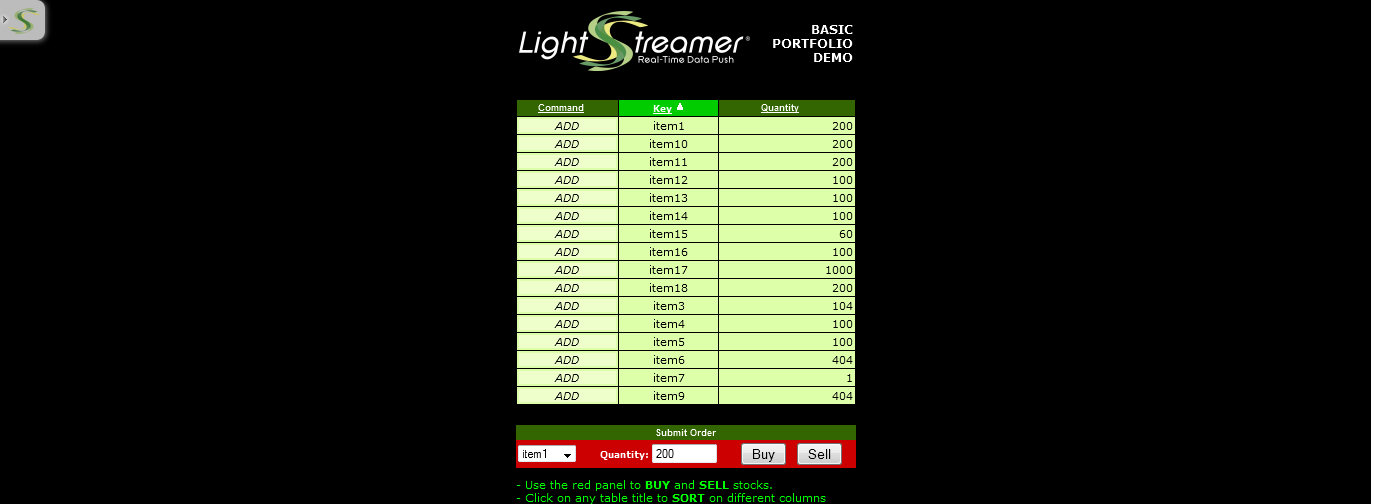 LightStreamer®
Real-Time Data Push
BASIC
PORTFOLIO
DEMO
Command Key Quantity
ADD item1 200
ADD item10 200
ADD item11 200
ADD item12 100
ADD item13 100
ADD item14 100
ADD item15 60
ADD item16 100
ADD item17 1000
ADD item18 200
ADD item3 104
ADD item4 100
ADD item5 100
ADD item6 404
ADD item7 1
ADD item9 404
Submit Order
item1 Quantity: 200 Buy Sell
- Use the red panel to BUY and SELL stocks.
- Click on any table title to SORT on different columns